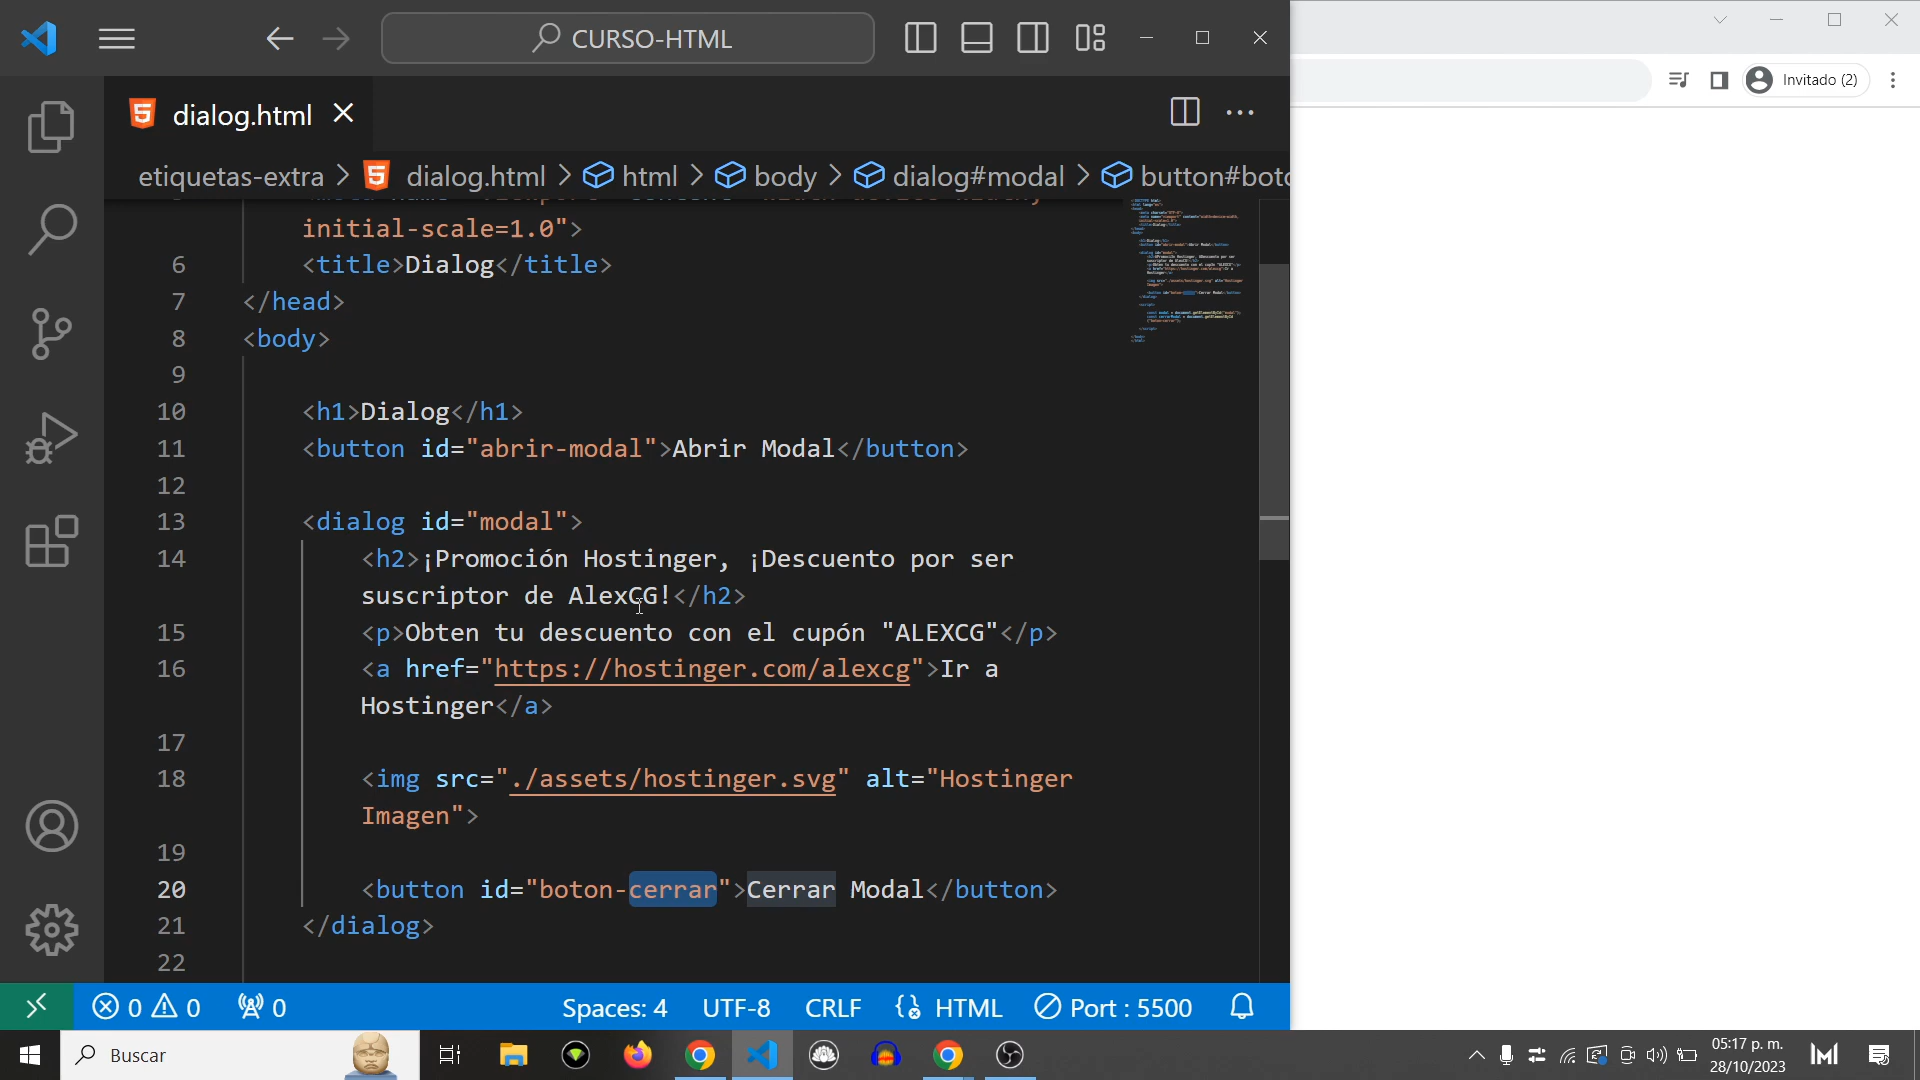 CURSO-HTML
Invitado (2)
dialog.html
etiquetas-extra > dialog.html > html > body > dialog#modal >
initial-scale=1.0">
6 <title>Dialog</title>
7 </head>
8 <body>
9
10 <h1>Dialog</h1>
11 <button id="abrir-modal">Abrir Modal</button>
12
13 <dialog id="modal">
14 <h2>¡Promoción Hostinger, ¡Descuento por ser
suscriptor de AlexCG!</h2>
15 <p>Obten tu descuento con el cupón "ALEXCG"</p>
16 <a href="https://hostinger.com/alexcg">Ir a
Hostinger</a>
17
18 <img src="./assets/hostinger.svg" alt="Hostinger
Imagen">
19
20 <button id="boton-cerrar">Cerrar Modal</button>
21 </dialog>
22
0 0 0 Spaces: 4 UTF-8 CRLF HTML Port : 5500
Buscar
05:17 p. m.
28/10/2023